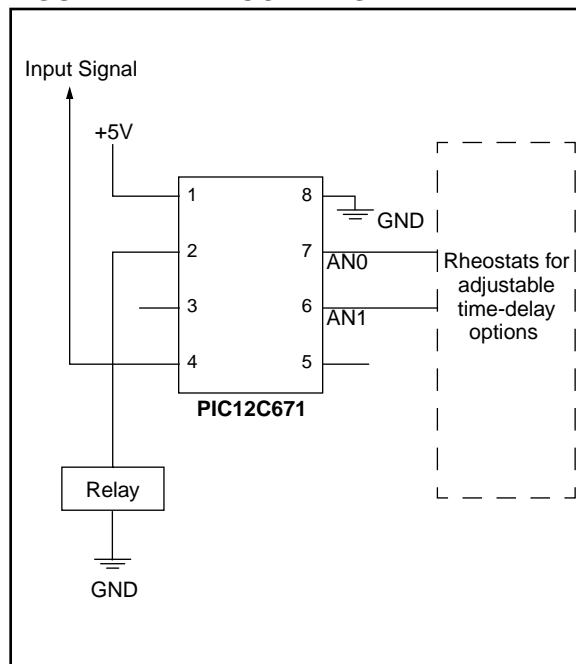 Input Signal
+5V
1
8
GND
2
7
AN0
Rheostats for
adjustable
time-delay
options
3
6
AN1
4
5
PIC12C671
Relay
GND